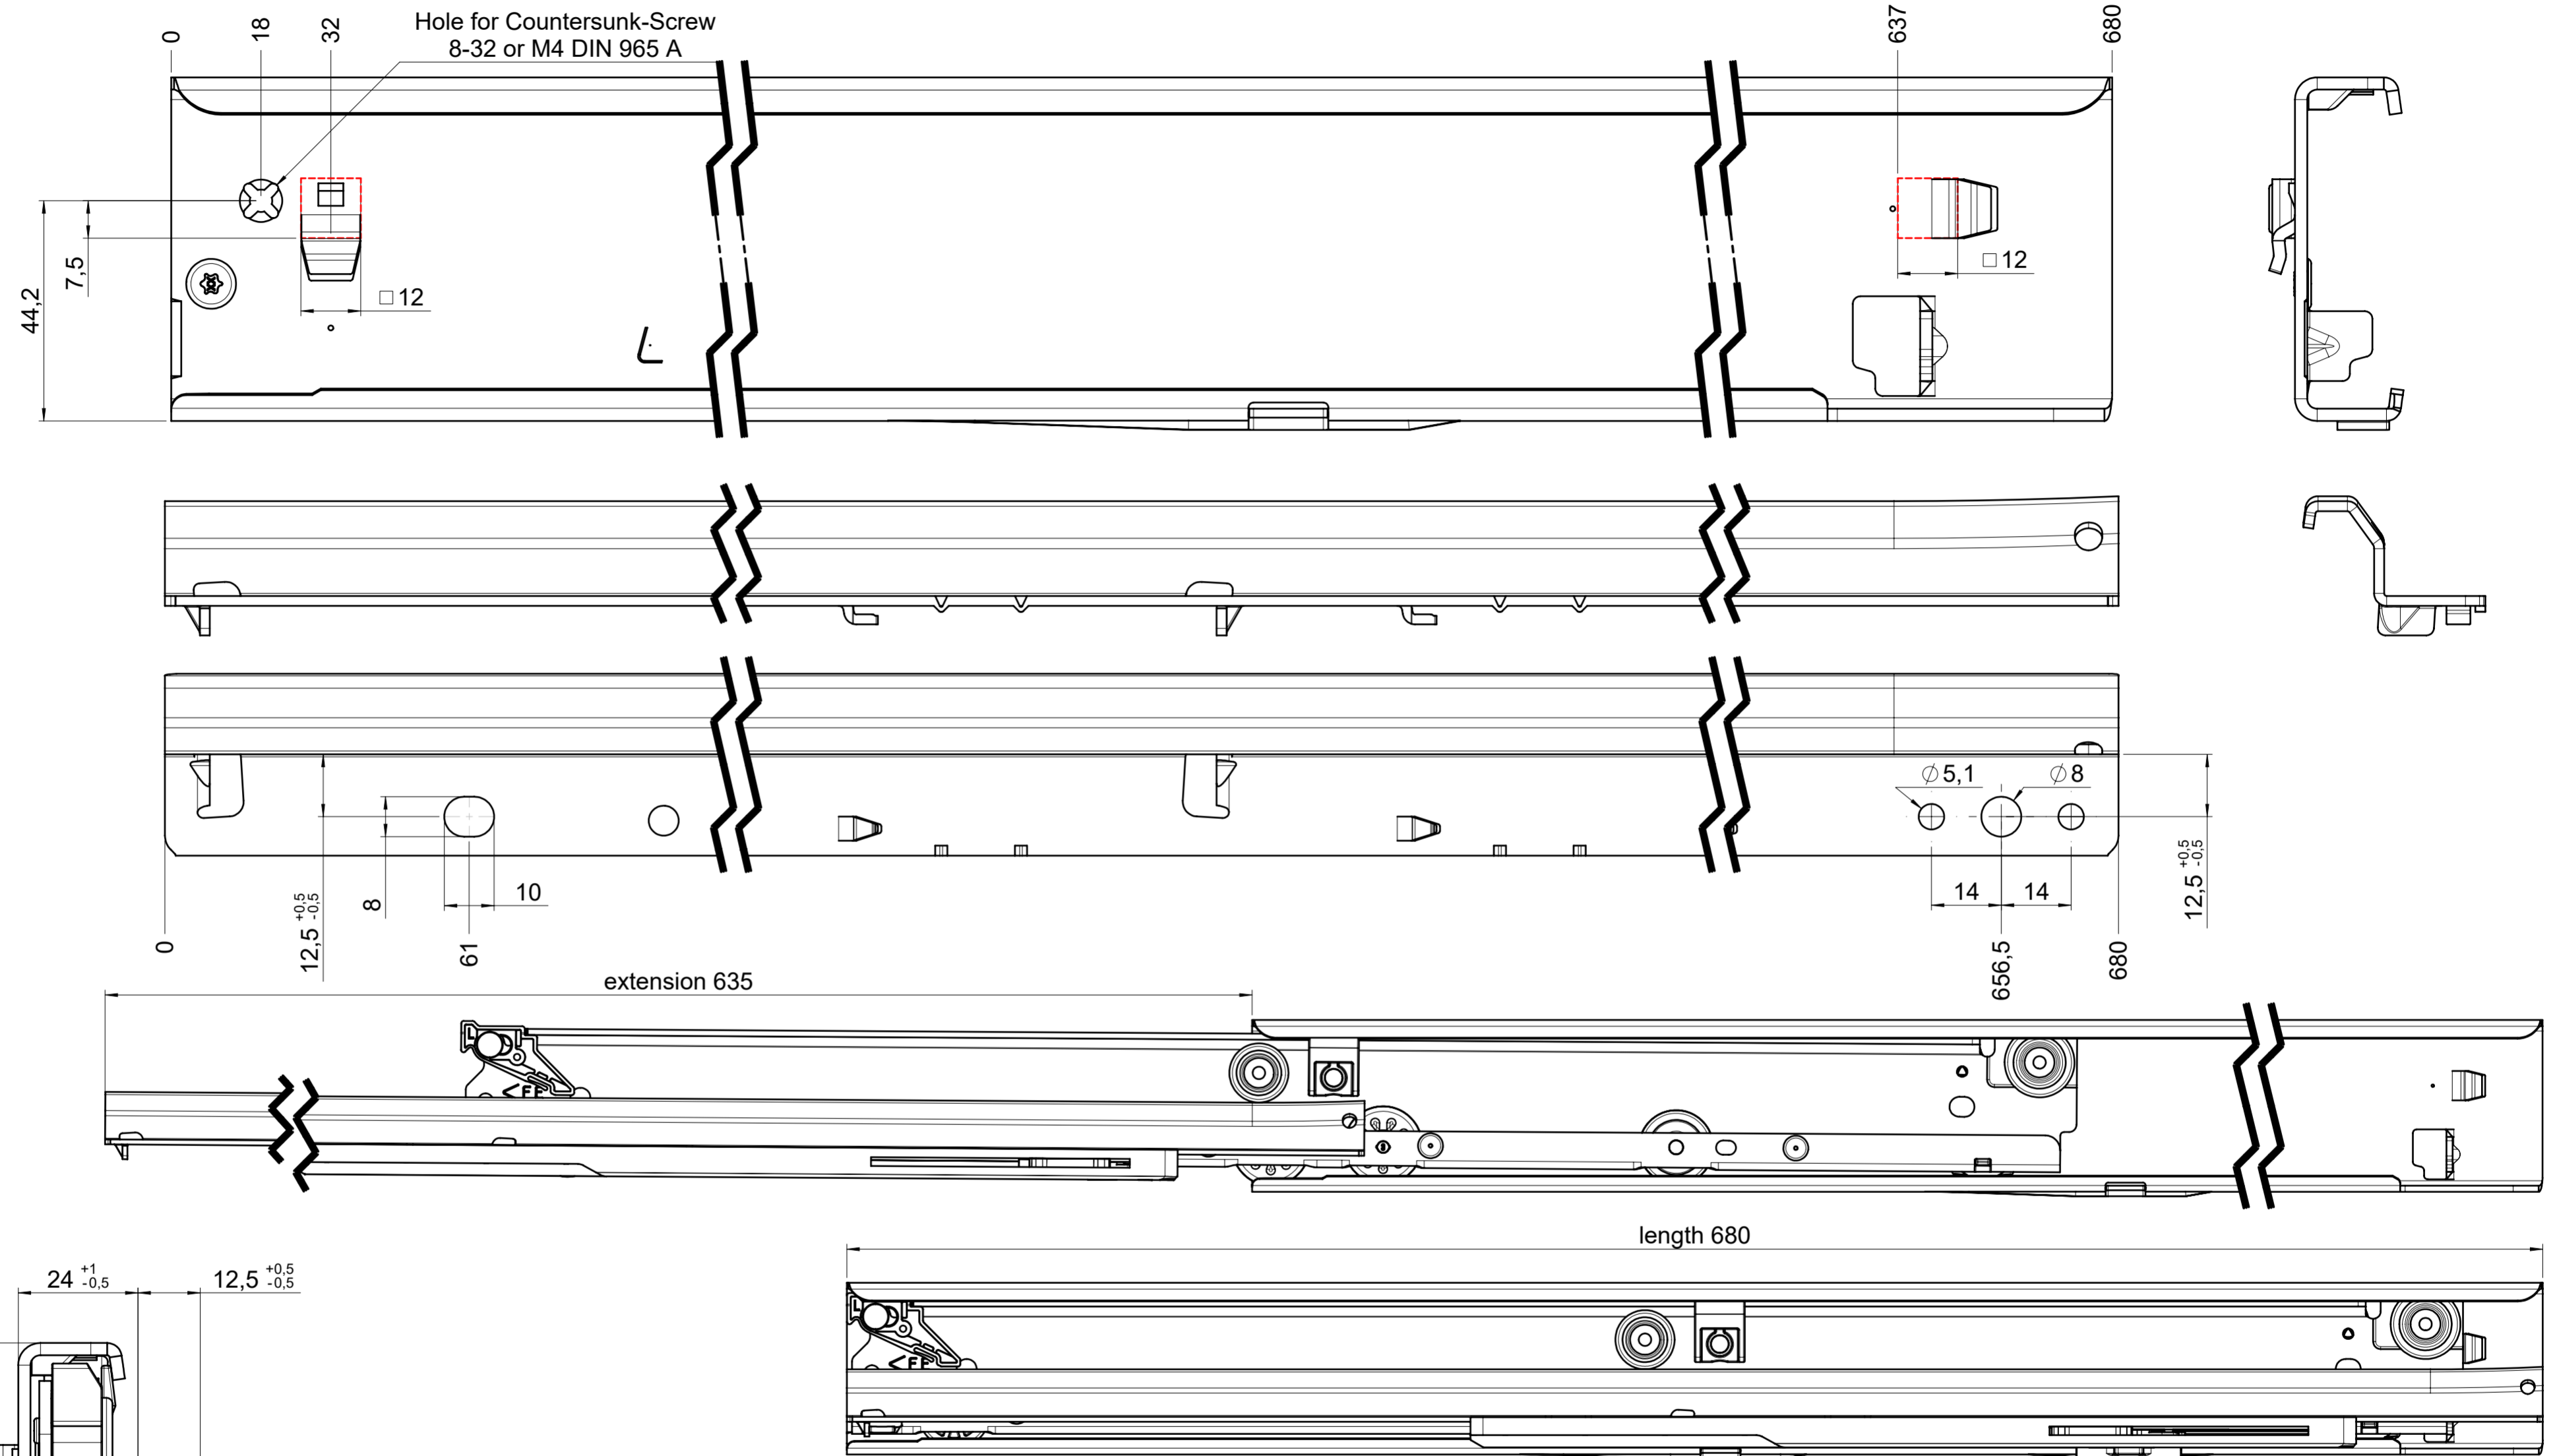 0
18
32
Hole for Countersunk-Screw
8-32 or M4 DIN 965 A
637
680
44,2
7,5
□12
□12
L
⌀5,1
⌀8
8
10
14
14
12,5 +0,5 -0,5
12,5 +0,5 -0,5
0
61
656,5
680
extension 635
L
<FF
length 680
24 +1 -0,5
12,5 +0,5 -0,5
L
<FF